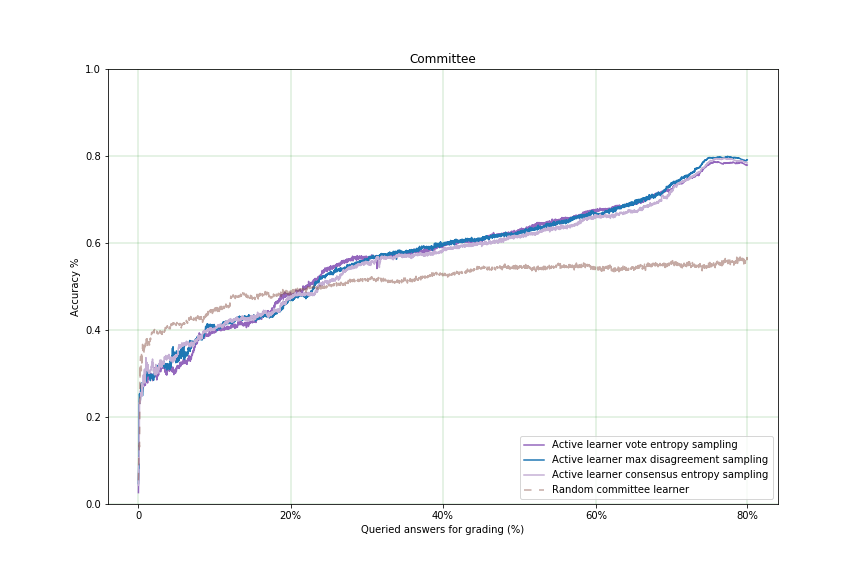 Committee
1.0
0.8
0.6
0.4
0.2
0.0
Accuracy %
0
20%
40%
60%
80%
Queried answers for grading (%)
Active learner vote entropy sampling
Active learner max disagreement sampling
Active learner consensus entropy sampling
Random committee learner